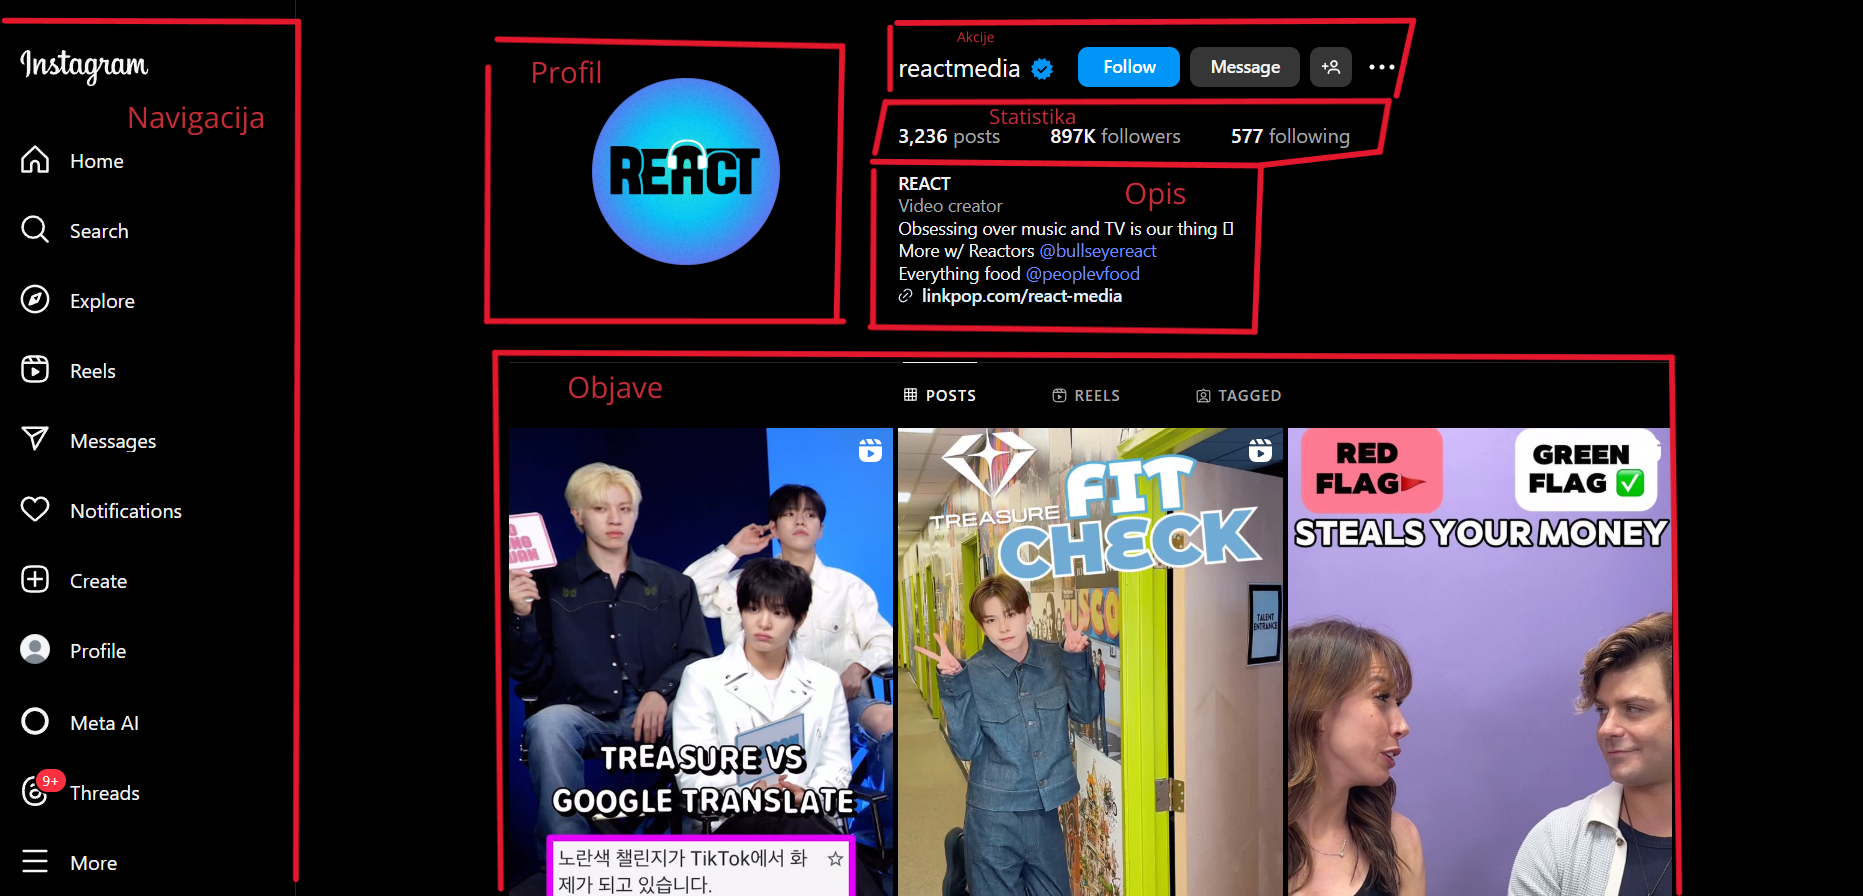 Instagram
Navigacija
Home
Search
Explore
Reels
Messages
Notifications
Create
Profile
Meta AI
9+
Threads
More
Profil
REACT
Akcije
reactmedia
Follow
Message
Statistika
3,236 posts
897K followers
577 following
Opis
REACT
Video creator
Obsessing over music and TV is our thing
More w/ Reactors @bullseyereact
Everything food @peoplevfood
linkpop.com/react-media
Objave
POSTS
REELS
TAGGED
TREASURE VS
GOOGLE TRANSLATE
노란색 챌린지가 TikTok에서 화
제가 되고 있습니다.
TREASURE
FIT
CHECK
TALENT
ENTRANCE
RED
FLAG
GREEN
FLAG
STEALS YOUR MONEY